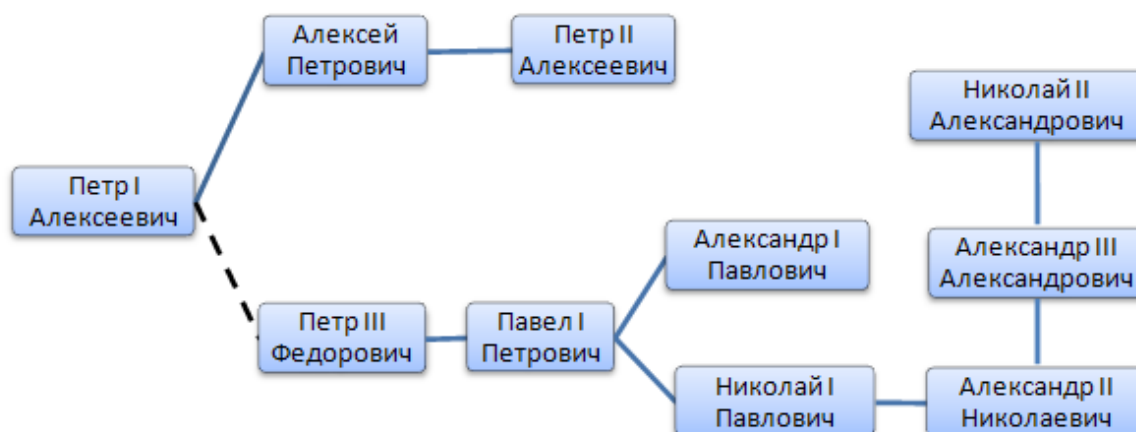 Алексей
Петрович
Петр II
Алексеевич
Николай II
Александрович
Петр I
Алексеевич
Александр I
Павлович
Александр III
Александрович
Петр III
Федорович
Павел I
Петрович
Николай I
Павлович
Александр II
Николаевич